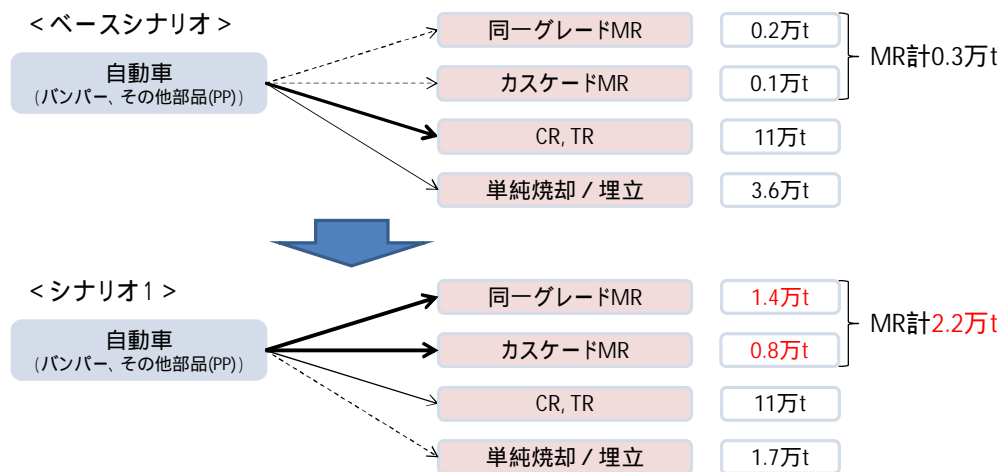 ＜ベースシナリオ＞
自動車
(バンパー、その他部品(PP))
同一グレードMR
0.2万t
カスケードMR
0.1万t
MR計0.3万t
CR, TR
11万t
単純焼却 / 埋立
3.6万t
＜シナリオ1＞
自動車
(バンパー、その他部品(PP))
同一グレードMR
1.4万t
カスケードMR
0.8万t
MR計2.2万t
CR, TR
11万t
単純焼却 / 埋立
1.7万t